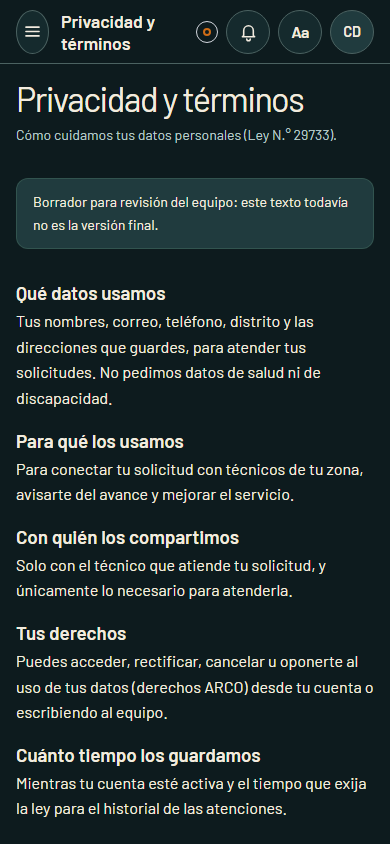 Privacidad y
términos
Aa
CD
Privacidad y términos
Cómo cuidamos tus datos personales (Ley N.° 29733).
Borrador para revisión del equipo: este texto todavía
no es la versión final.
Qué datos usamos
Tus nombres, correo, teléfono, distrito y las
direcciones que guardes, para atender tus
solicitudes. No pedimos datos de salud ni de
discapacidad.
Para qué los usamos
Para conectar tu solicitud con técnicos de tu zona,
avisarte del avance y mejorar el servicio.
Con quién los compartimos
Solo con el técnico que atiende tu solicitud, y
únicamente lo necesario para atenderla.
Tus derechos
Puedes acceder, rectificar, cancelar u oponerte al
uso de tus datos (derechos ARCO) desde tu cuenta o
escribiendo al equipo.
Cuánto tiempo los guardamos
Mientras tu cuenta esté activa y el tiempo que exija
la ley para el historial de las atenciones.